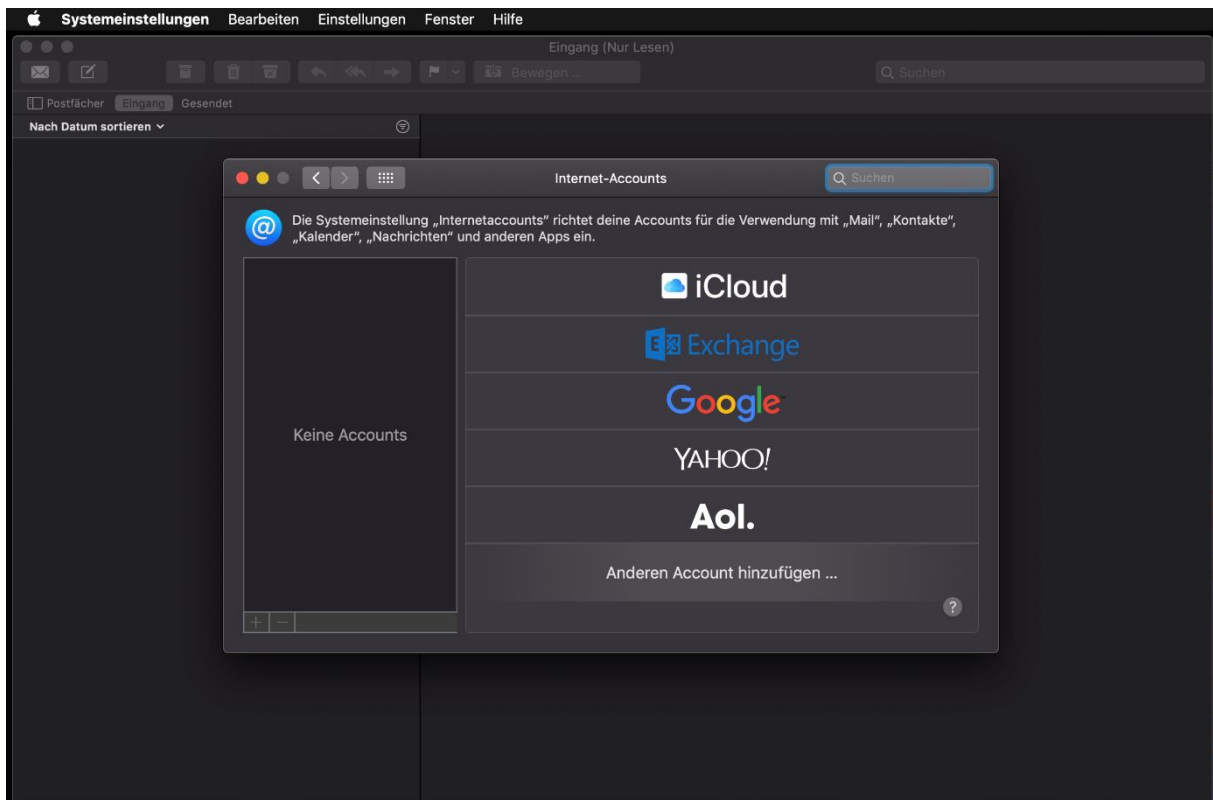 Systemeinstellungen Bearbeiten Einstellungen Fenster Hilfe
Eingang (Nur Lesen)
Bewegen ...
Suchen
Postfächer Eingang Gesendet
Nach Datum sortieren
Internet-Accounts
Suchen
Die Systemeinstellung „Internetaccounts“ richtet deine Accounts für die Verwendung mit „Mail“, „Kontakte“,
„Kalender“, „Nachrichten“ und anderen Apps ein.
Keine Accounts
iCloud
Exchange
Google
YAHOO!
Aol.
Anderen Account hinzufügen ...
?